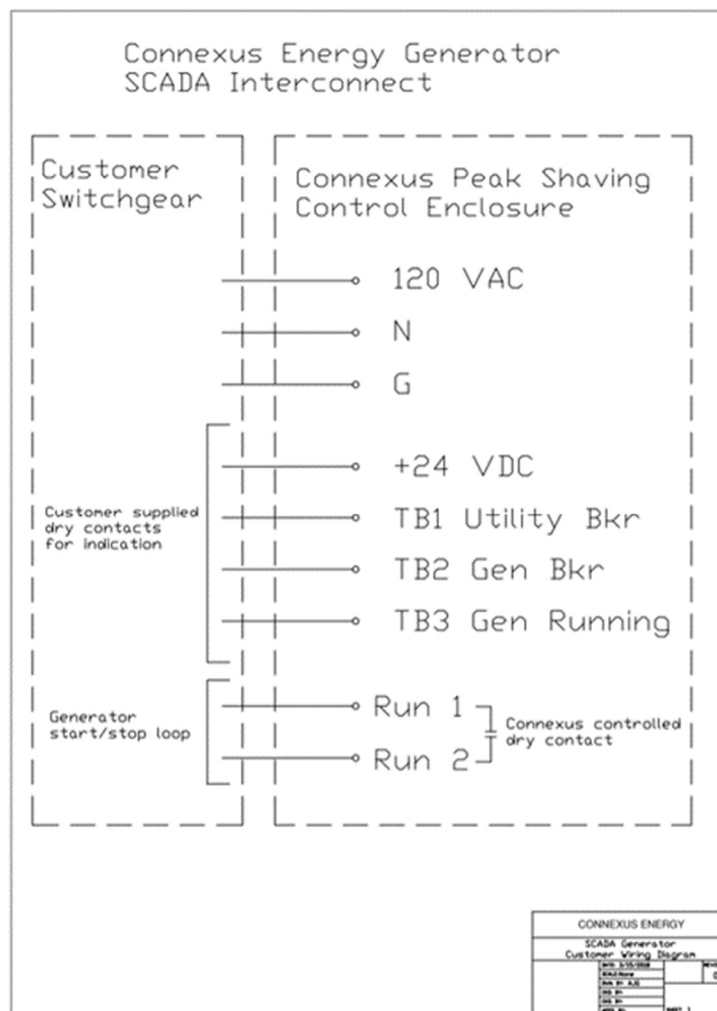 Connexus Energy Generator
SCADA Interconnect
Customer
Switchgear
Connexus Peak Shaving
Control Enclosure
120 VAC
N
G
+24 VDC
Customer supplied
dry contacts
for indication
TB1 Utility Bkr
TB2 Gen Bkr
TB3 Gen Running
Generator
start/stop loop
Run 1
Run 2
Connexus controlled
dry contact
CONNEXUS ENERGY
SCADA Generator
Customer Wiring Diagram